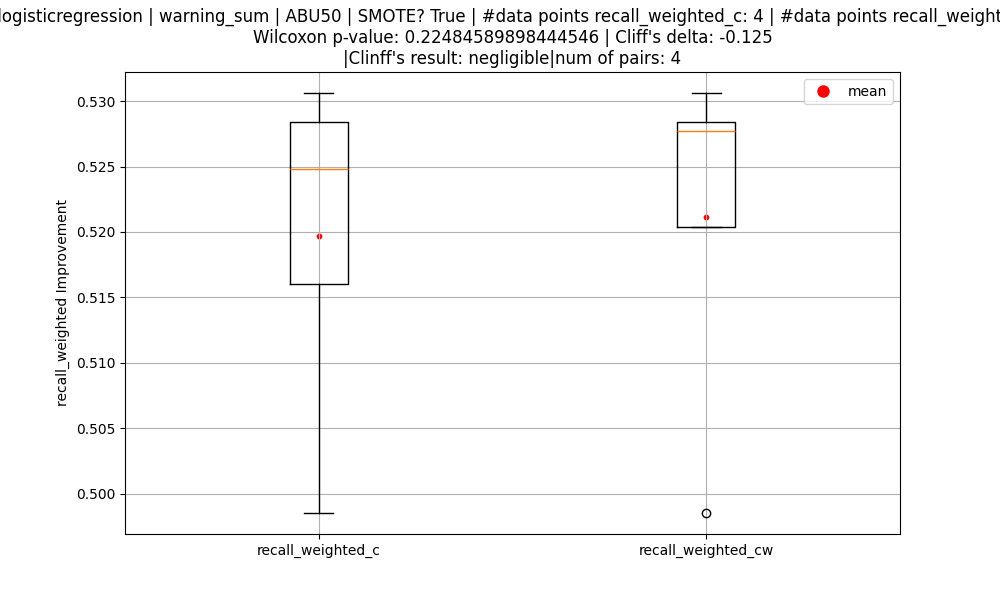 logisticregression | warning_sum | ABU50 | SMOTE? True | #data points recall_weighted_c: 4 | #data points
Wilcoxon p-value: 0.22484589898444546 | Cliff's delta: -0.125
|Clinff's result: negligible|num of pairs: 4
mean
0.530
0.525
0.520
0.515
0.510
0.505
0.500
recall_weighted Improvement
recall_weighted_c
recall_weighted_cw